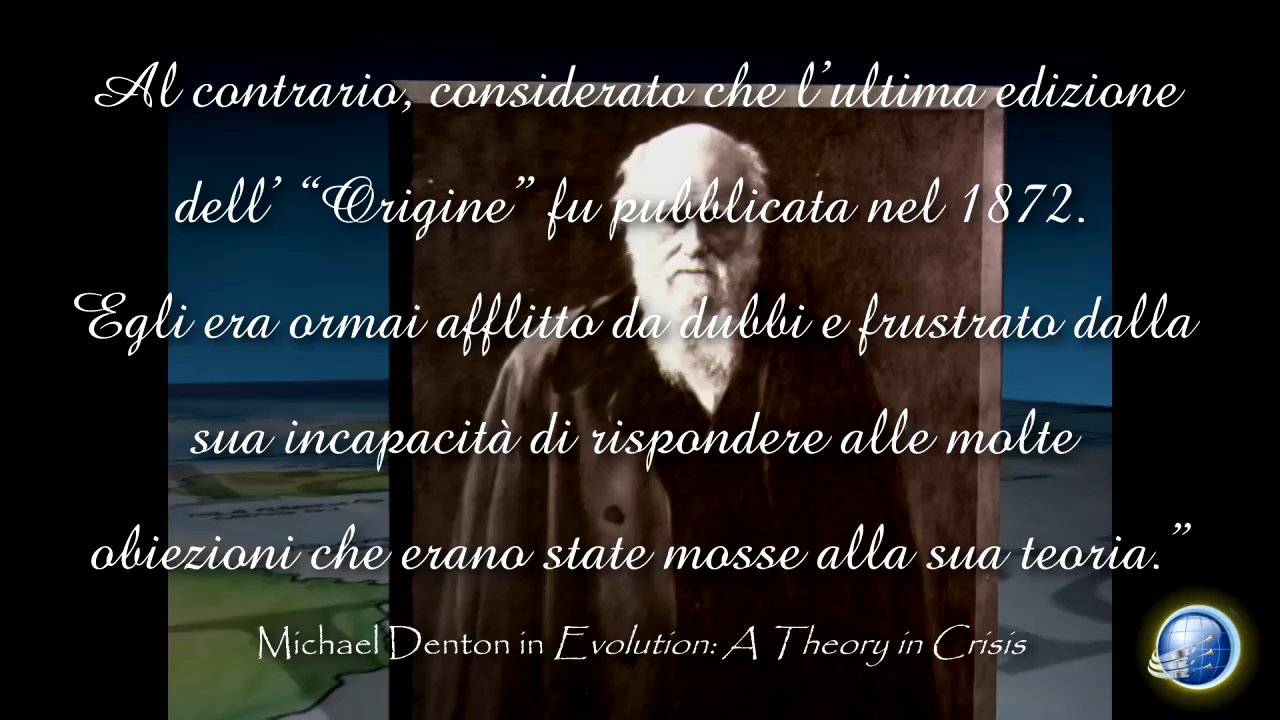 Al contrario, considerato che l’ultima edizione
dell’ “Origine” fu pubblicata nel 1872.
Egli era ormai afflitto da dubbi e frustrato dalla
sua incapacità di rispondere alle molte
obiezioni che erano state mosse alla sua teoria.”
Michael Denton in Evolution: A Theory in Crisis